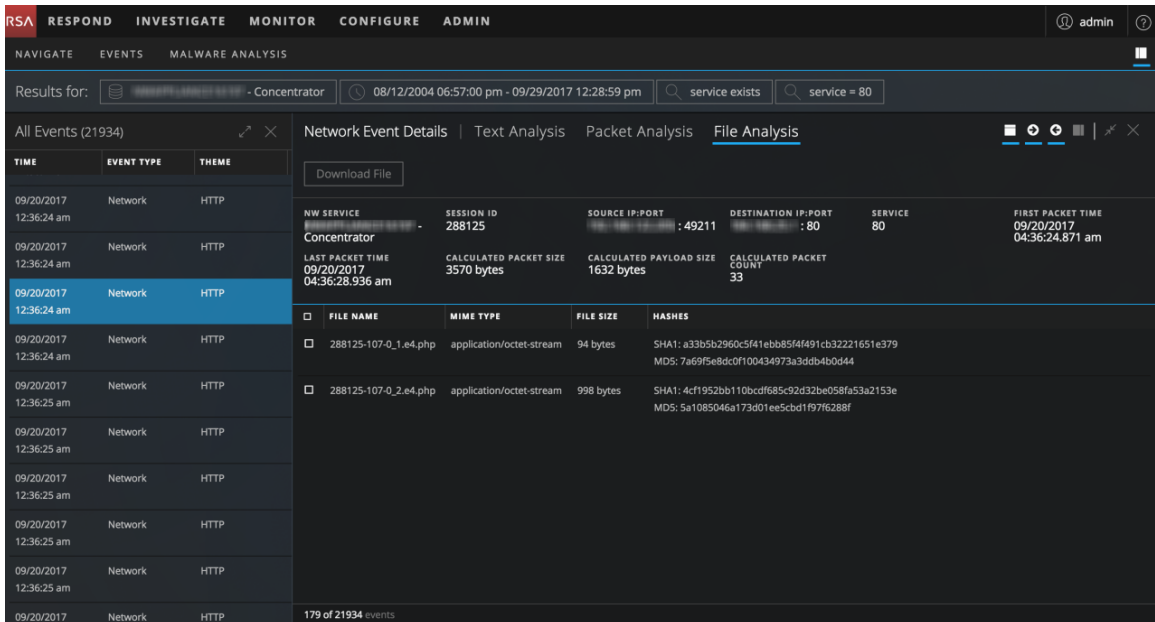 RSA RESPOND INVESTIGATE MONITOR CONFIGURE ADMIN admin ?
NAVIGATE EVENTS MALWARE ANALYSIS
Results for: - Concentrator 08/12/2004 06:57:00 pm - 09/29/2017 12:28:59 pm service exists service = 80
All Events (21934)
TIME EVENT TYPE THEME
09/20/2017 Network HTTP
12:36:24 am
09/20/2017 Network HTTP
12:36:24 am
09/20/2017 Network HTTP
12:36:24 am
09/20/2017 Network HTTP
12:36:24 am
09/20/2017 Network HTTP
12:36:25 am
09/20/2017 Network HTTP
12:36:25 am
09/20/2017 Network HTTP
12:36:25 am
09/20/2017 Network HTTP
12:36:25 am
09/20/2017 Network HTTP
12:36:25 am
09/20/2017 Network HTTP
Network Event Details | Text Analysis Packet Analysis File Analysis
Download File
NW SERVICE SESSION ID SOURCE IP:PORT DESTINATION IP:PORT SERVICE FIRST PACKET TIME
- 288125 : 49211 : 80 80 09/20/2017
Concentrator 04:36:24.871 am
LAST PACKET TIME CALCULATED PACKET SIZE CALCULATED PAYLOAD SIZE CALCULATED PACKET
COUNT
09/20/2017 3570 bytes 1632 bytes 33
04:36:28.936 am
FILE NAME MIME TYPE FILE SIZE HASHES
288125-107-0_1.e4.php application/octet-stream 94 bytes SHA1: a33b5b2960c5f41ebb85f4f491cb32221651e379
MD5: 7a69f5e8dc0f100434973a3ddb4b0d44
288125-107-0_2.e4.php application/octet-stream 998 bytes SHA1: 4cf1952bb110bcdf685c92d32be058fa53a2153e
MD5: 5a1085046a173d01ee5cbd1f97f6288f
179 of 21934 events